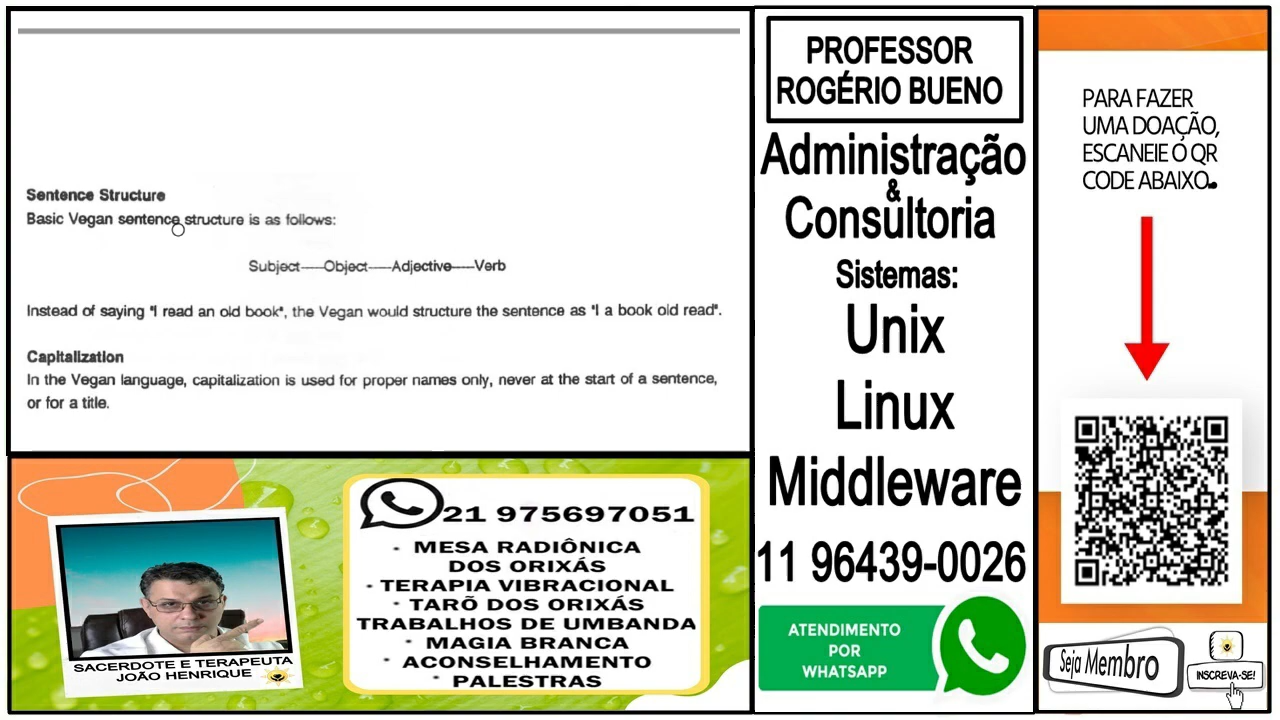 Sentence Structure
Basic Vegan sentence structure is as follows:
Subject-----Object-----Adjective-----Verb
Instead of saying "I read an old book", the Vegan would structure the sentence as "I a book old read".
Capitalization
In the Vegan language, capitalization is used for proper names only, never at the start of a sentence,
or for a title.
SACERDOTE E TERAPEUTA
JOÃO HENRIQUE
21 975697051
· MESA RADIÔNICA
DOS ORIXÁS
· TERAPIA VIBRACIONAL
· TARÕ DOS ORIXÁS
TRABALHOS DE UMBANDA
· MAGIA BRANCA
· ACONSELHAMENTO
· PALESTRAS
PROFESSOR
ROGÉRIO BUENO
Administração
&
Consultoria
Sistemas:
Unix
Linux
Middleware
11 96439-0026
ATENDIMENTO
POR
WHATSAPP
PARA FAZER
UMA DOAÇÃO,
ESCANEIE O QR
CODE ABAIXO.
Seja Membro
INSCREVA-SE!